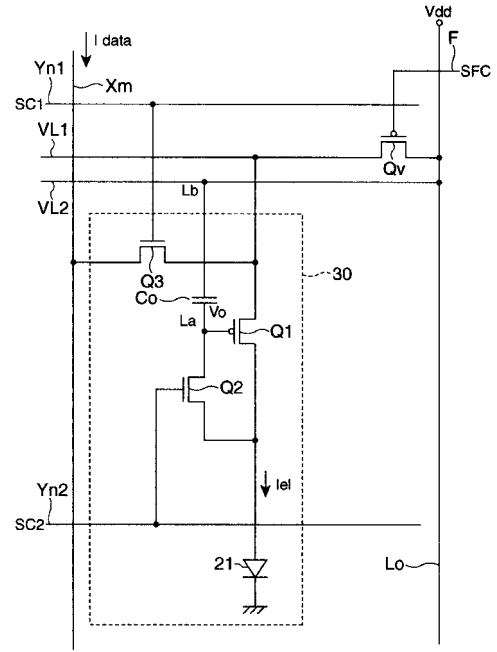 Vdd
I data
F
Yn1
Xm
SFC
SC1
VL1
Qv
VL2
Lb
Q3
30
Co
Vo
La
Q1
Q2
Iel
Yn2
SC2
21
Lo